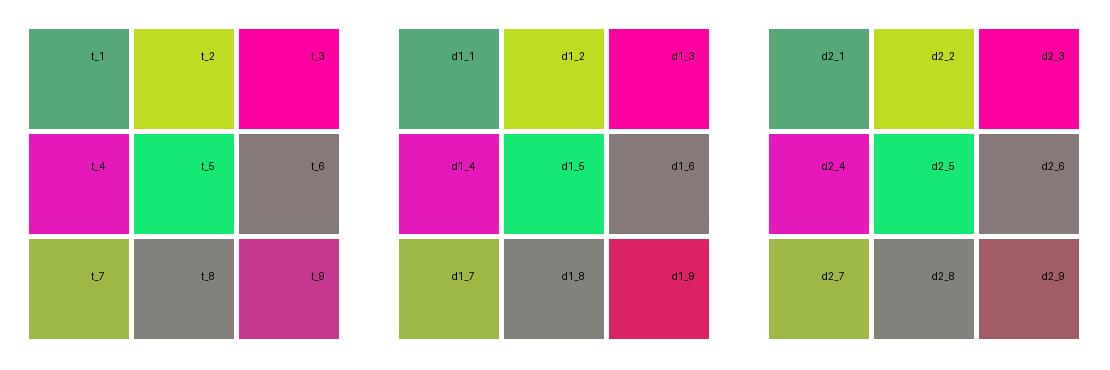 t_1 t_2 t_3 d1_1 d1_2 d1_3 d2_1 d2_2 d2_3
t_4 t_5 t_6 d1_4 d1_5 d1_6 d2_4 d2_5 d2_6
t_7 t_8 t_9 d1_7 d1_8 d1_9 d2_7 d2_8 d2_9